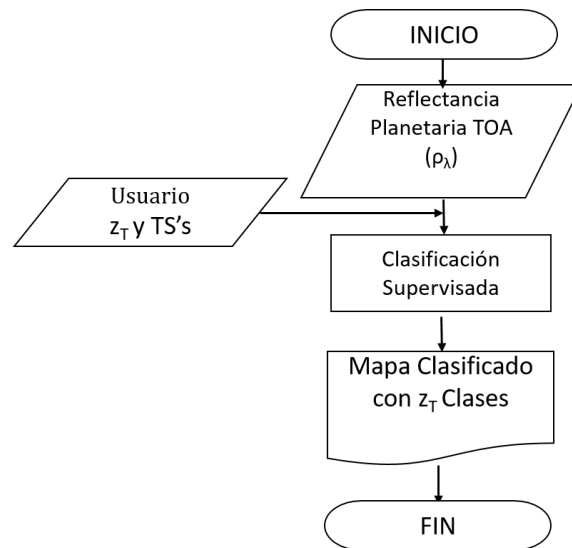 INICIO
Reflectancia
Planetaria TOA
(ρλ)
Usuario
zT y TS's
Clasificación
Supervisada
Mapa Clasificado
con zT Clases
FIN